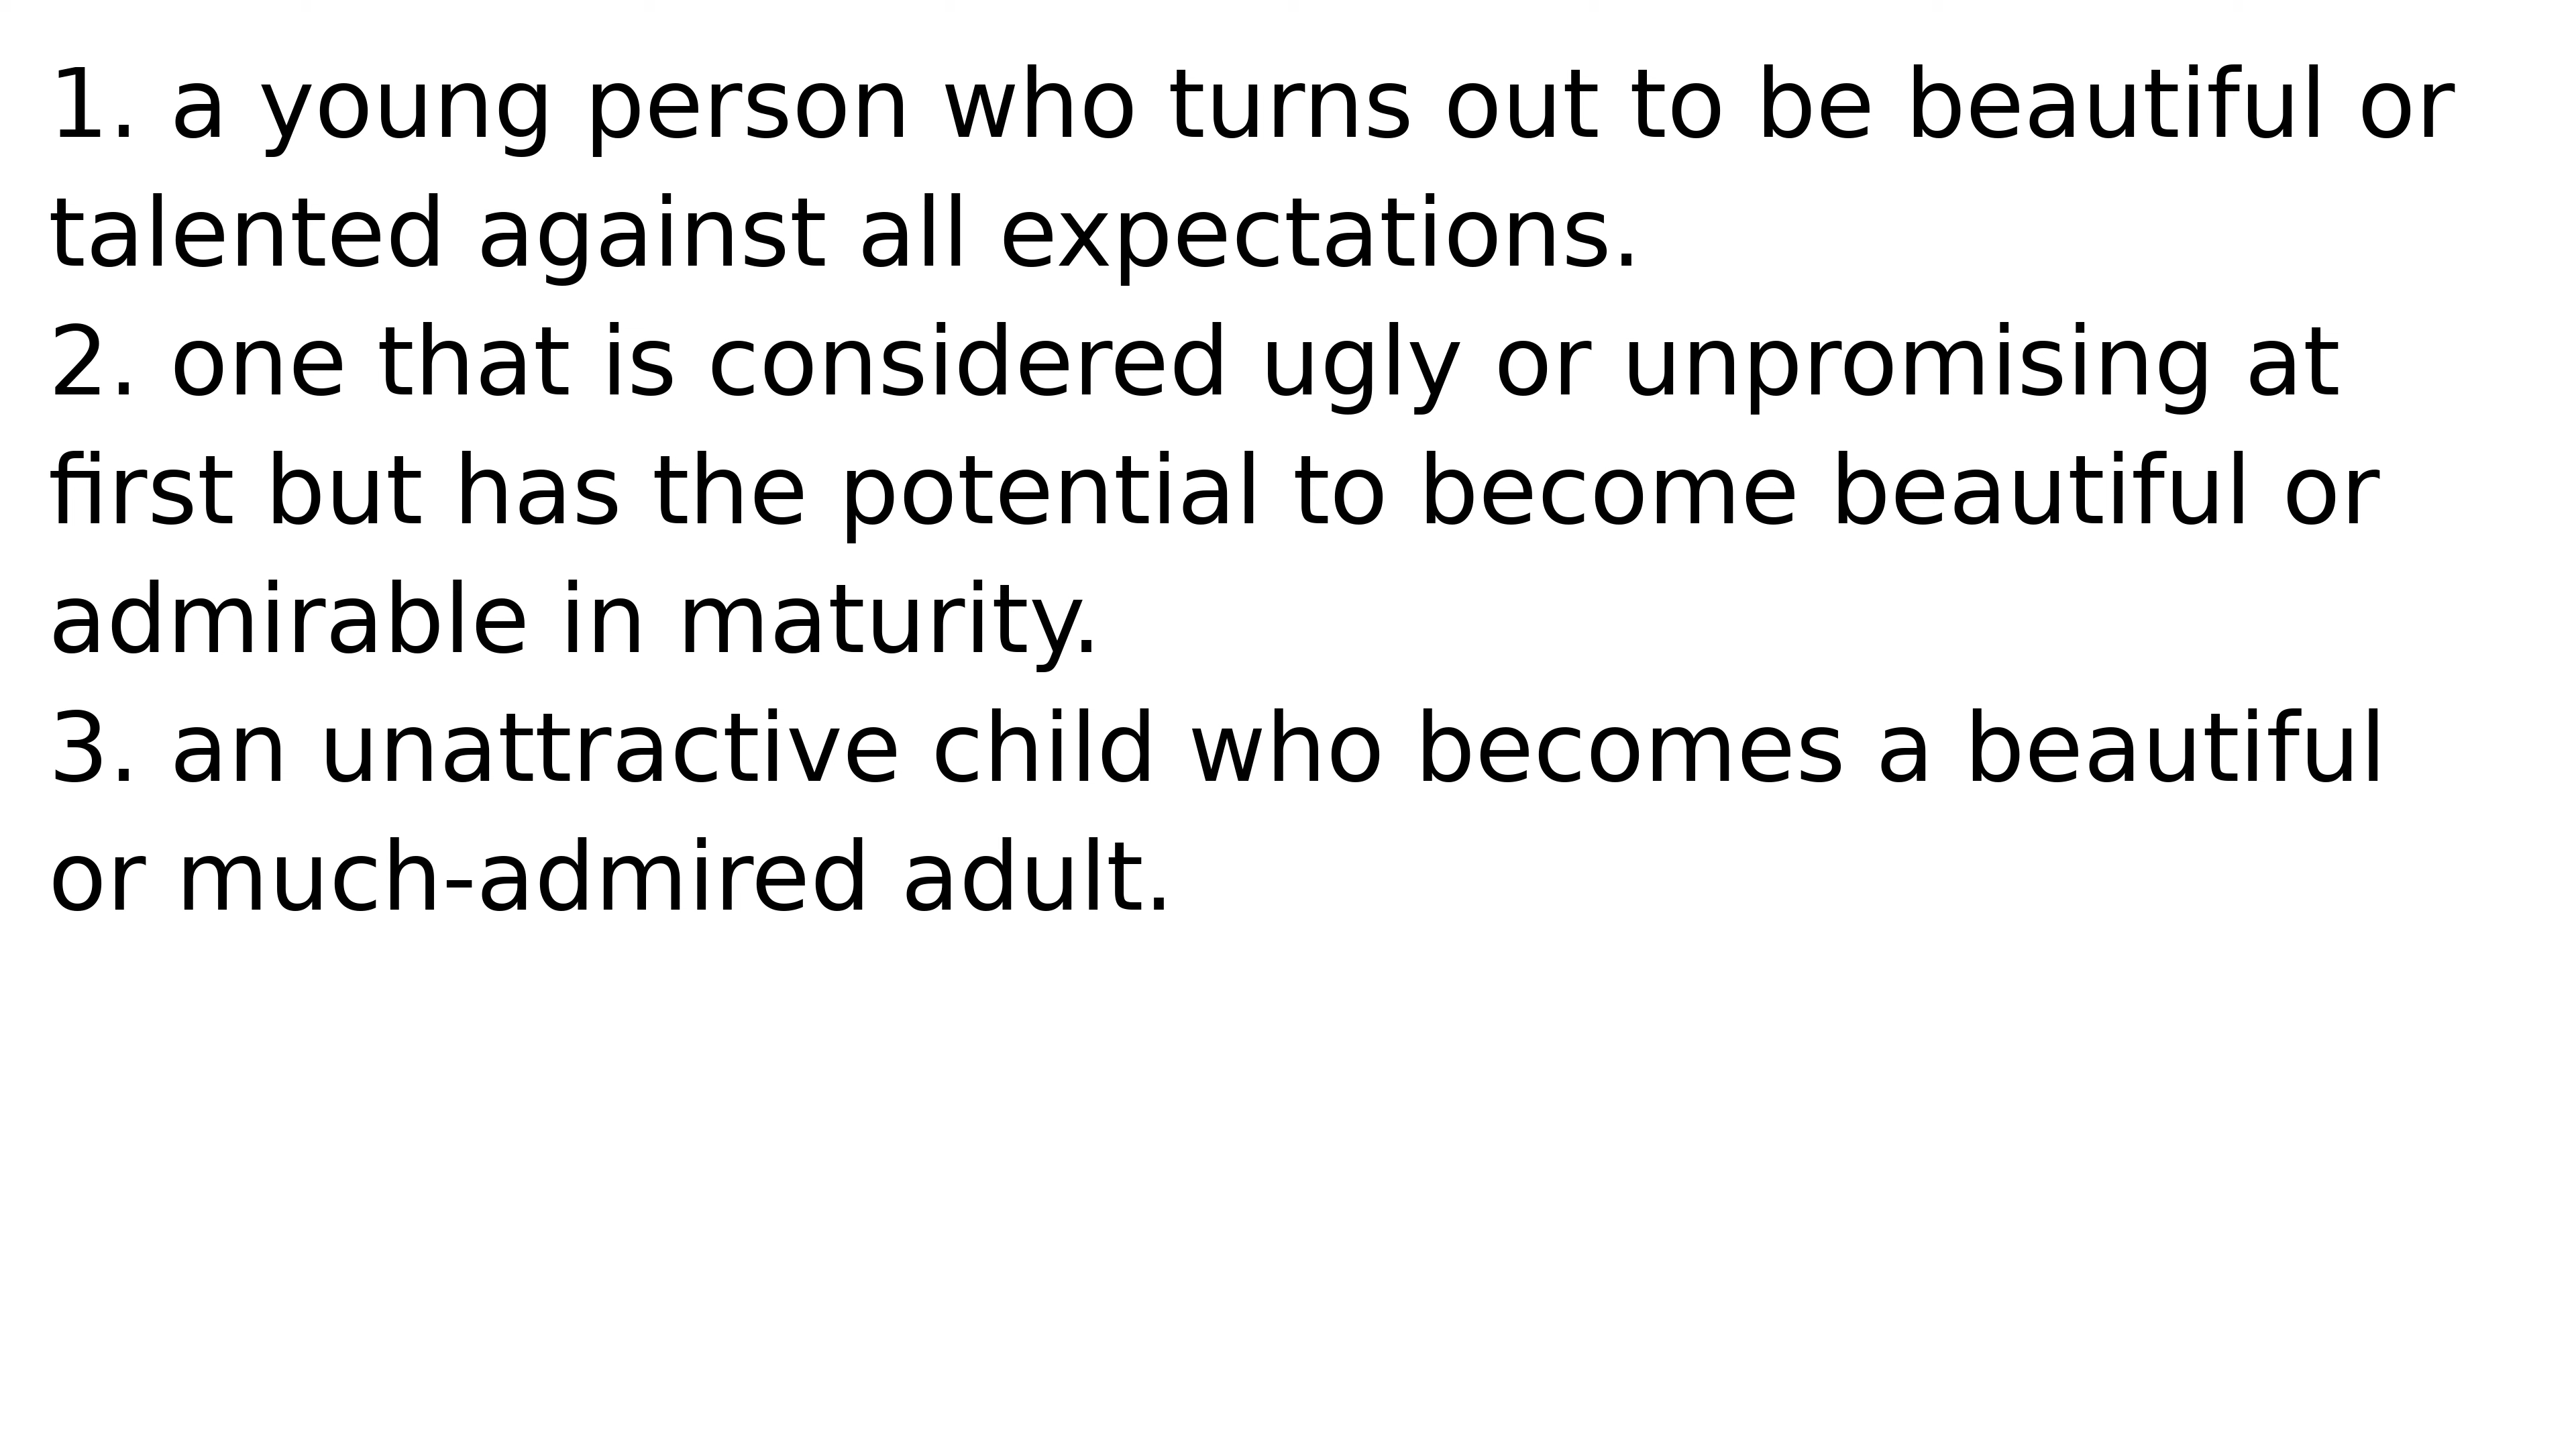 1. a young person who turns out to be beautiful or
talented against all expectations.
2. one that is considered ugly or unpromising at
first but has the potential to become beautiful or
admirable in maturity.
3. an unattractive child who becomes a beautiful
or much-admired adult.